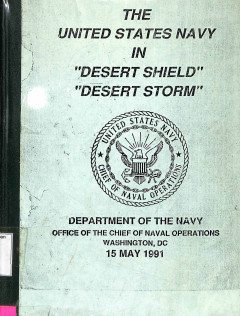 THE
UNITED STATES NAVY
IN
"DESERT SHIELD"
"DESERT STORM"
UNITED STATES NAVY
CHIEF OF NAVAL OPERATIONS
DEPARTMENT OF THE NAVY
OFFICE OF THE CHIEF OF NAVAL OPERATIONS
WASHINGTON, DC
15 MAY 1991